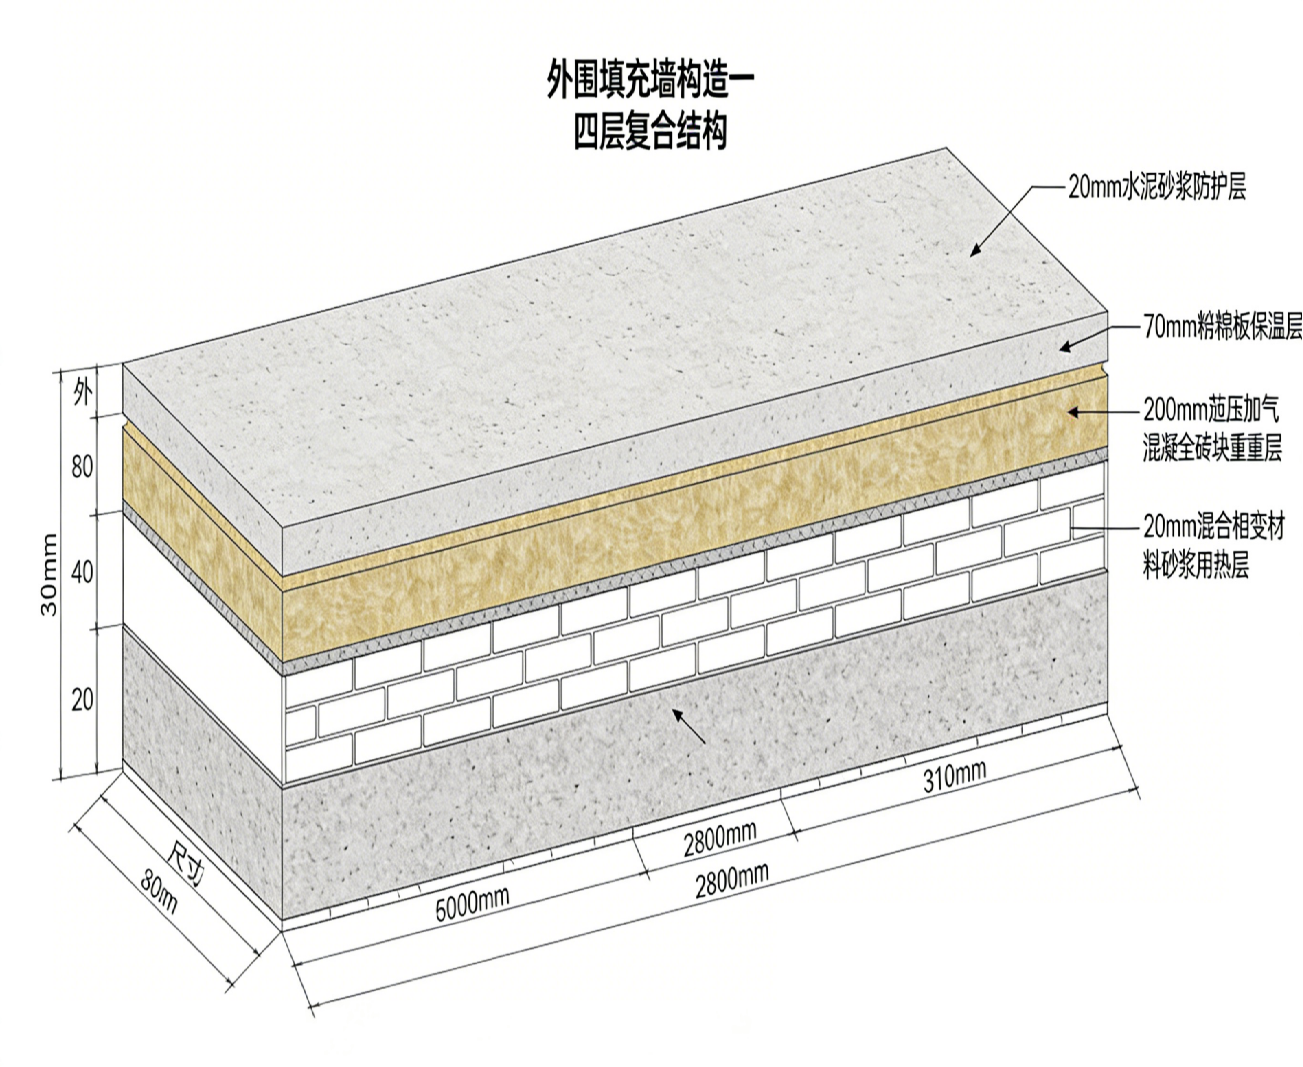 外围填充墙构造一
四层复合结构
20mm水泥砂浆防护层
70mm棉板保温层
200mm压加气
混凝全砖块重重层
20mm混合相变材
料砂浆用热层
外
80
40
20
30mm
尺寸
5000mm
2800mm
310mm
2800mm